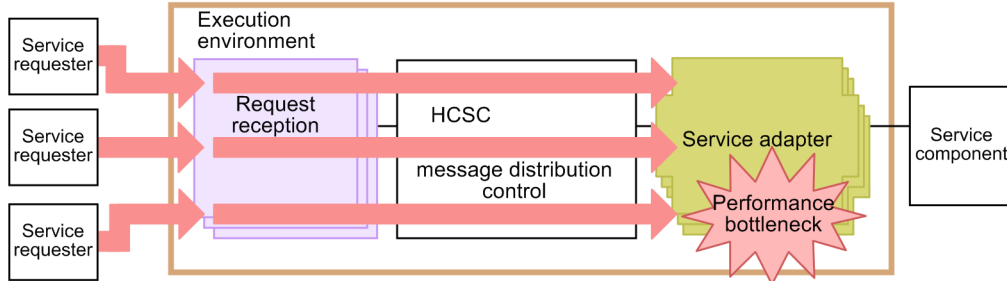 Execution
environment
Service
requester
Service
requester
Service
requester
Request
reception
HCSC
message distribution
control
Service adapter
Performance
bottleneck
Service
component